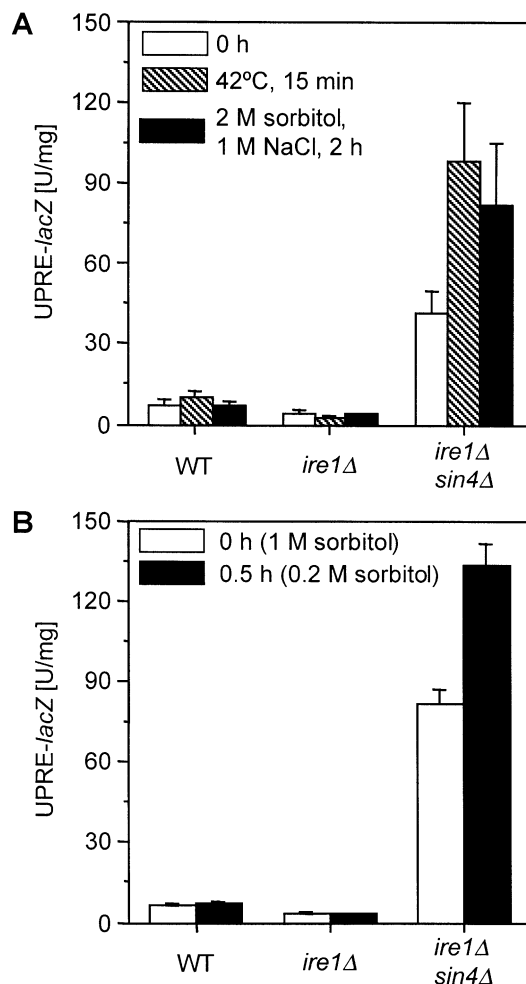 A
150
120
90
60
30
0
UPRE-lacZ [U/mg]
0 h
42ºC, 15 min
2 M sorbitol,
1 M NaCl, 2 h
WT
ire1Δ
ire1Δ
sin4Δ
B
150
120
90
60
30
0
UPRE-lacZ [U/mg]
0 h (1 M sorbitol)
0.5 h (0.2 M sorbitol)
WT
ire1Δ
ire1Δ
sin4Δ